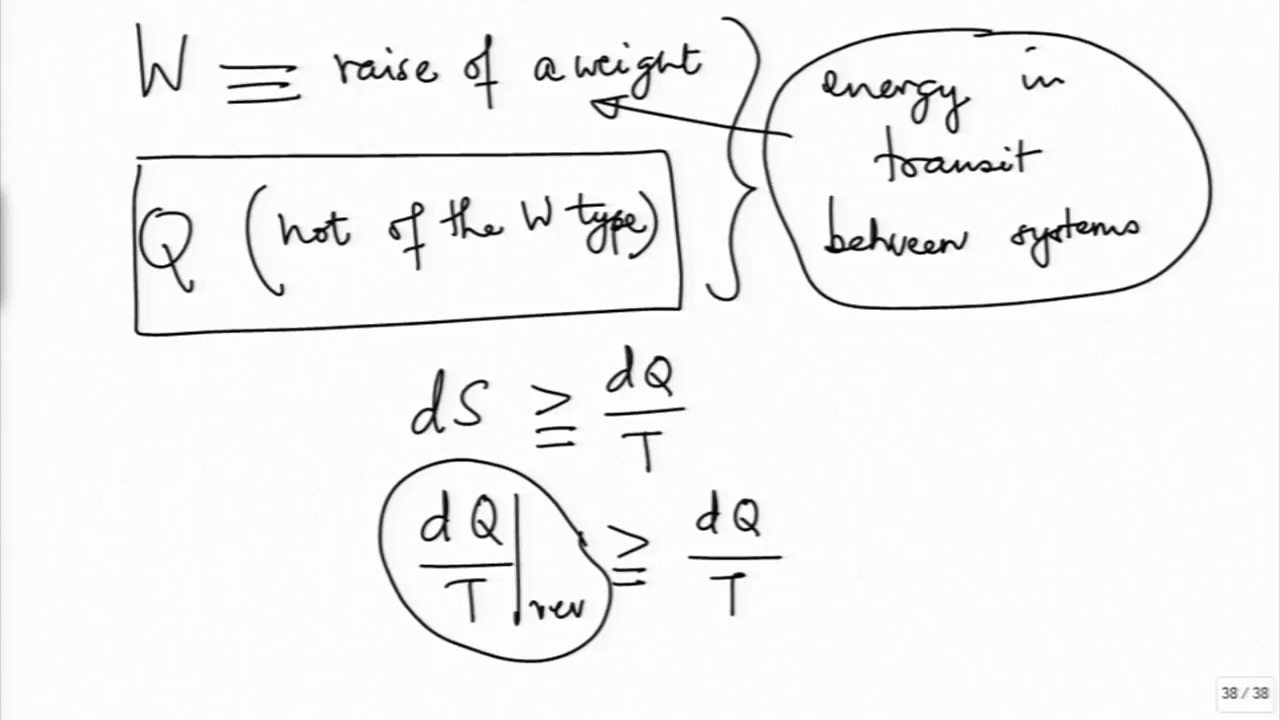 W ≡ raise of a weight
Q (not of the W type)
energy in
transit
between systems
dS ≧ dQ/T
dQ/T|rev ≧ dQ/T
38 / 38